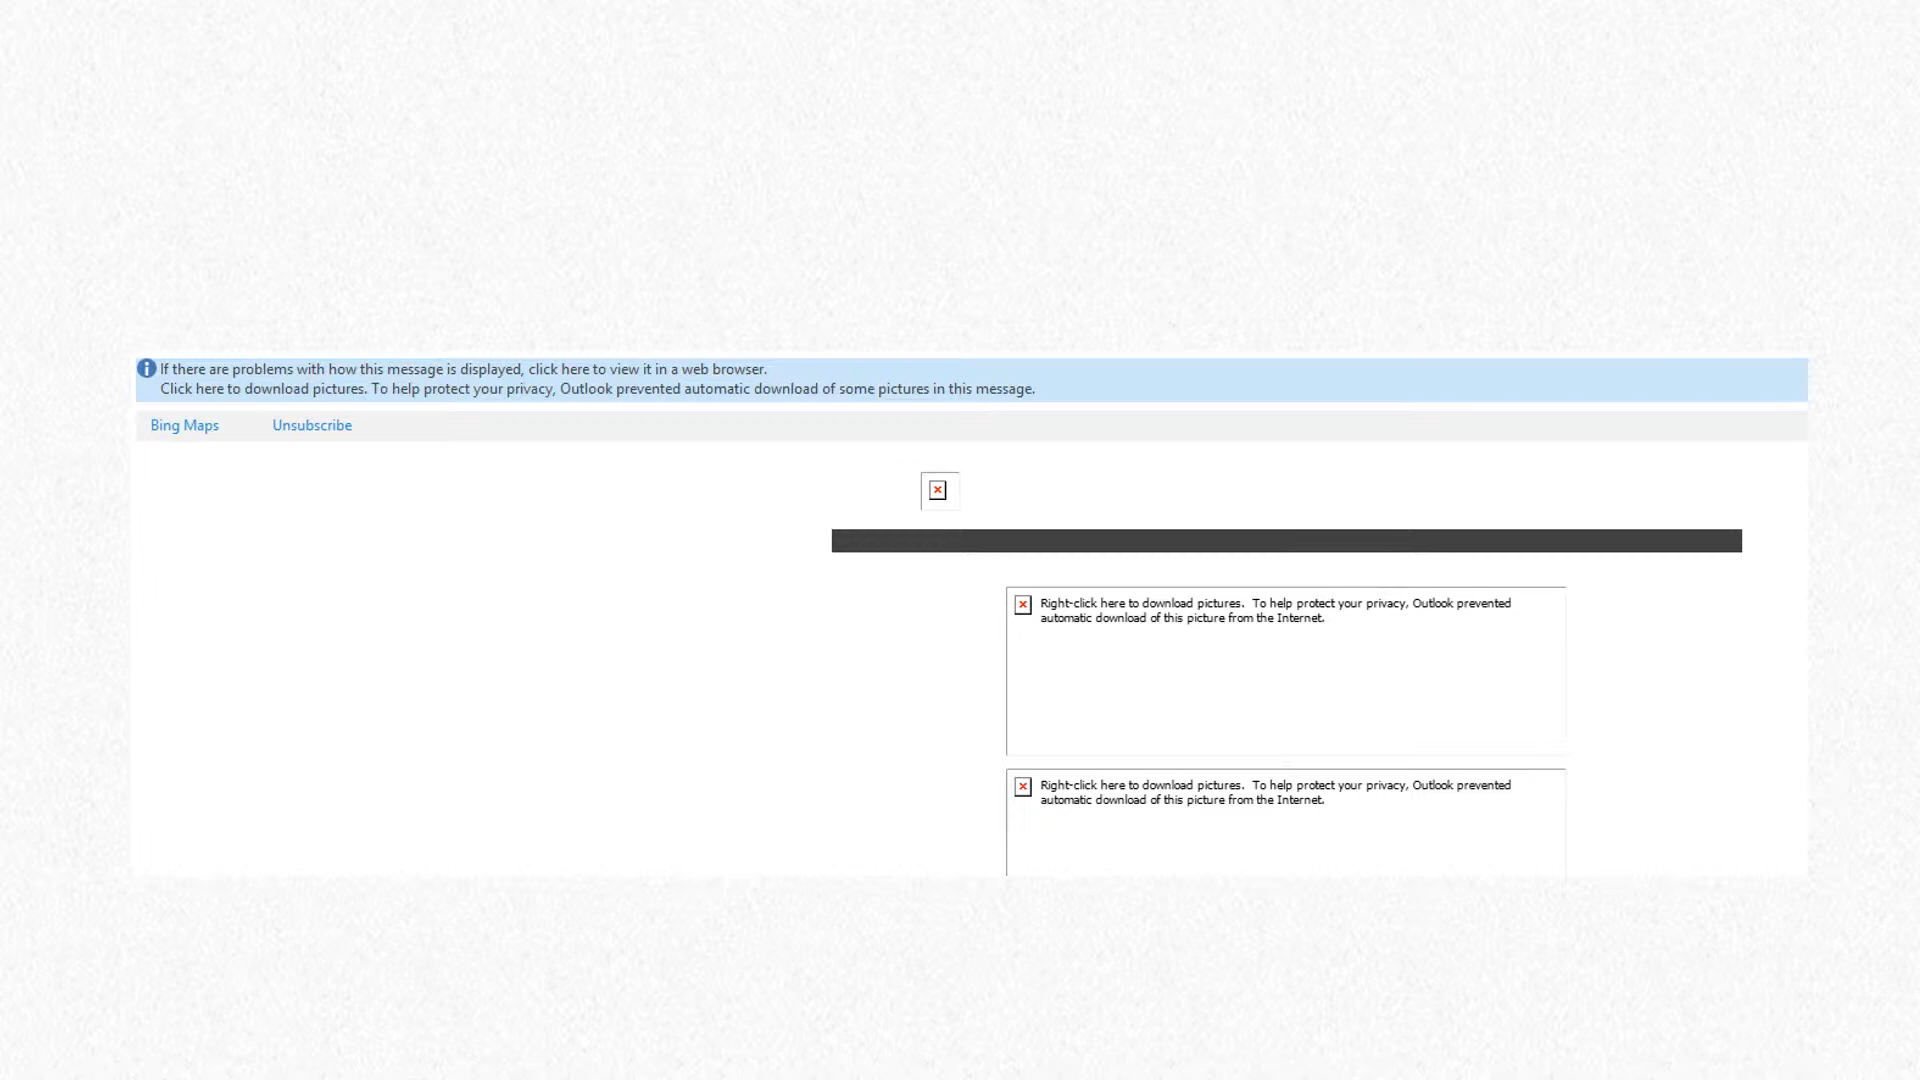 If there are problems with how this message is displayed, click here to view it in a web browser.
Click here to download pictures. To help protect your privacy, Outlook prevented automatic download of some pictures in this message.
Bing Maps Unsubscribe
Right-click here to download pictures. To help protect your privacy, Outlook prevented
automatic download of this picture from the Internet.
Right-click here to download pictures. To help protect your privacy, Outlook prevented
automatic download of this picture from the Internet.